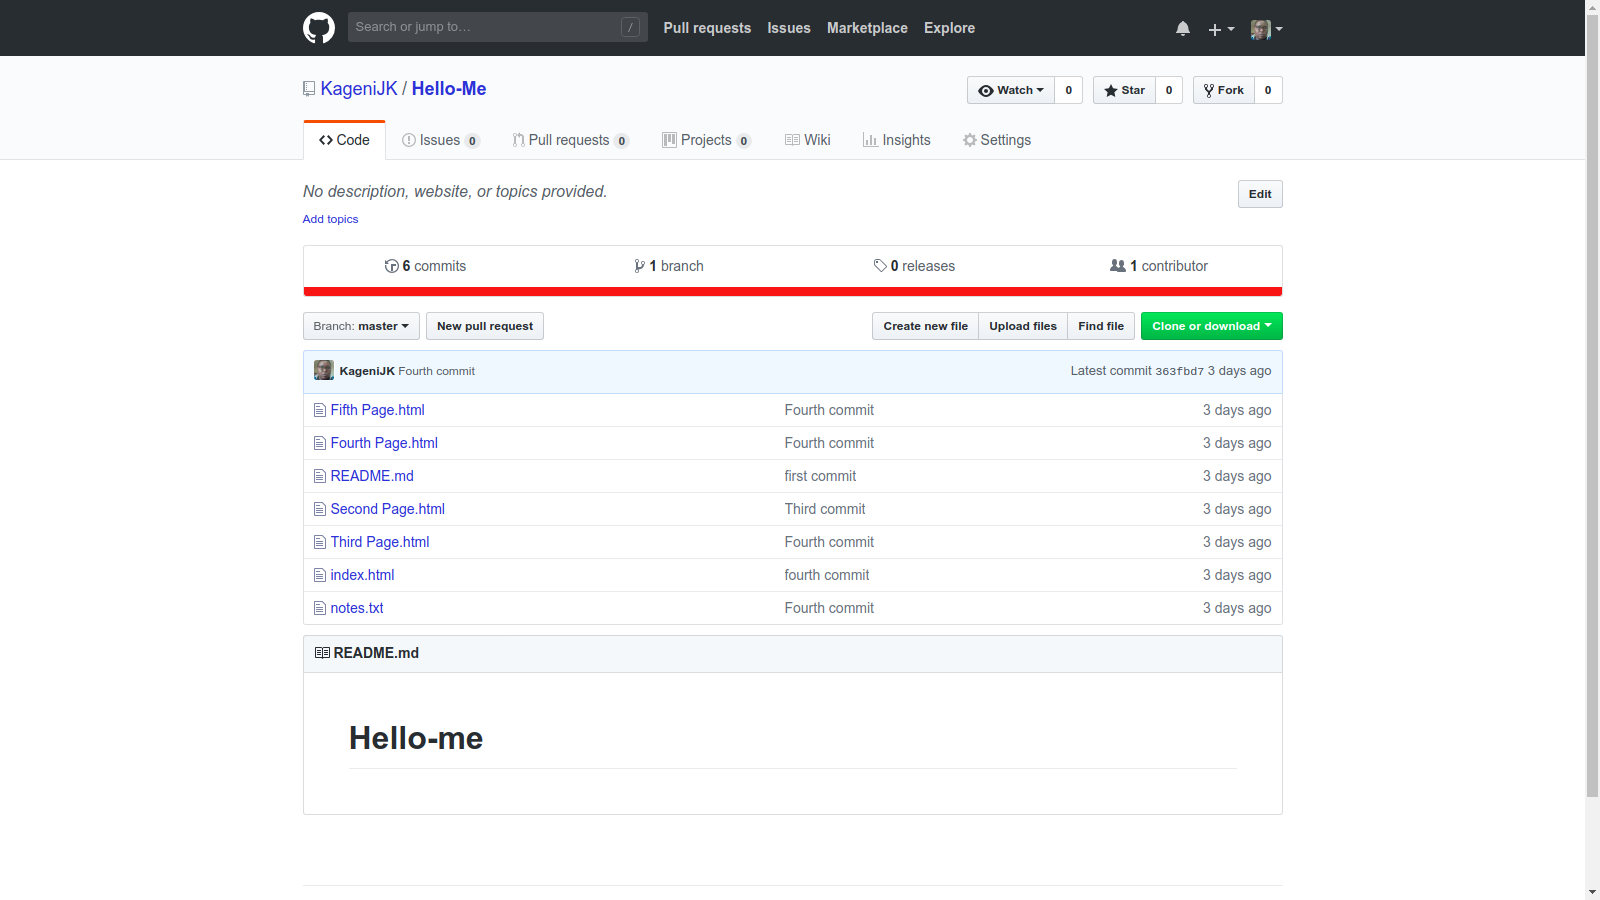 Search or jump to… / Pull requests Issues Marketplace Explore
KageniJK / Hello-Me Watch 0 Star 0 Fork 0
Code Issues 0 Pull requests 0 Projects 0 Wiki Insights Settings
No description, website, or topics provided. Edit
Add topics
6 commits 1 branch 0 releases 1 contributor
Branch: master New pull request Create new file Upload files Find file Clone or download
KageniJK Fourth commit Latest commit 363fbd7 3 days ago
Fifth Page.html Fourth commit 3 days ago
Fourth Page.html Fourth commit 3 days ago
README.md first commit 3 days ago
Second Page.html Third commit 3 days ago
Third Page.html Fourth commit 3 days ago
index.html fourth commit 3 days ago
notes.txt Fourth commit 3 days ago
README.md
Hello-me